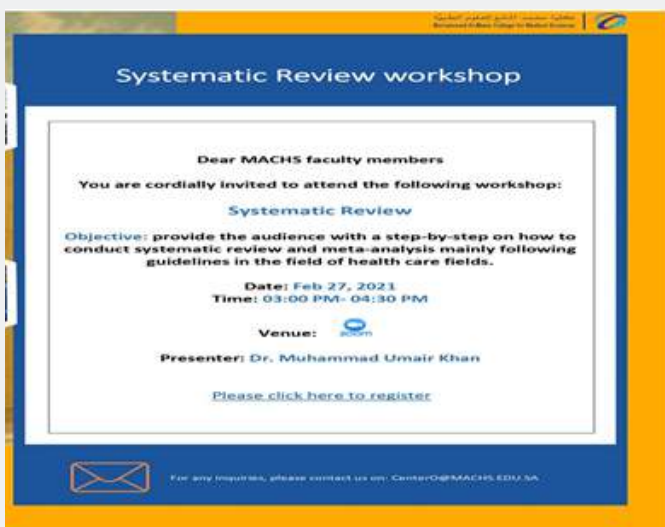 Systematic Review workshop
Dear MACHS faculty members
You are cordially invited to attend the following workshop:
Systematic Review
Objective: provide the audience with a step-by-step on how to
conduct systematic review and meta-analysis mainly following
guidelines in the field of health care fields.
Date: Feb 27, 2021
Time: 03:00 PM- 04:30 PM
Venue: zoom
Presenter: Dr. Muhammad Umair Khan
Please click here to register
For any inquiries, please contact us on: CenterO@MACHS.EDU.SA